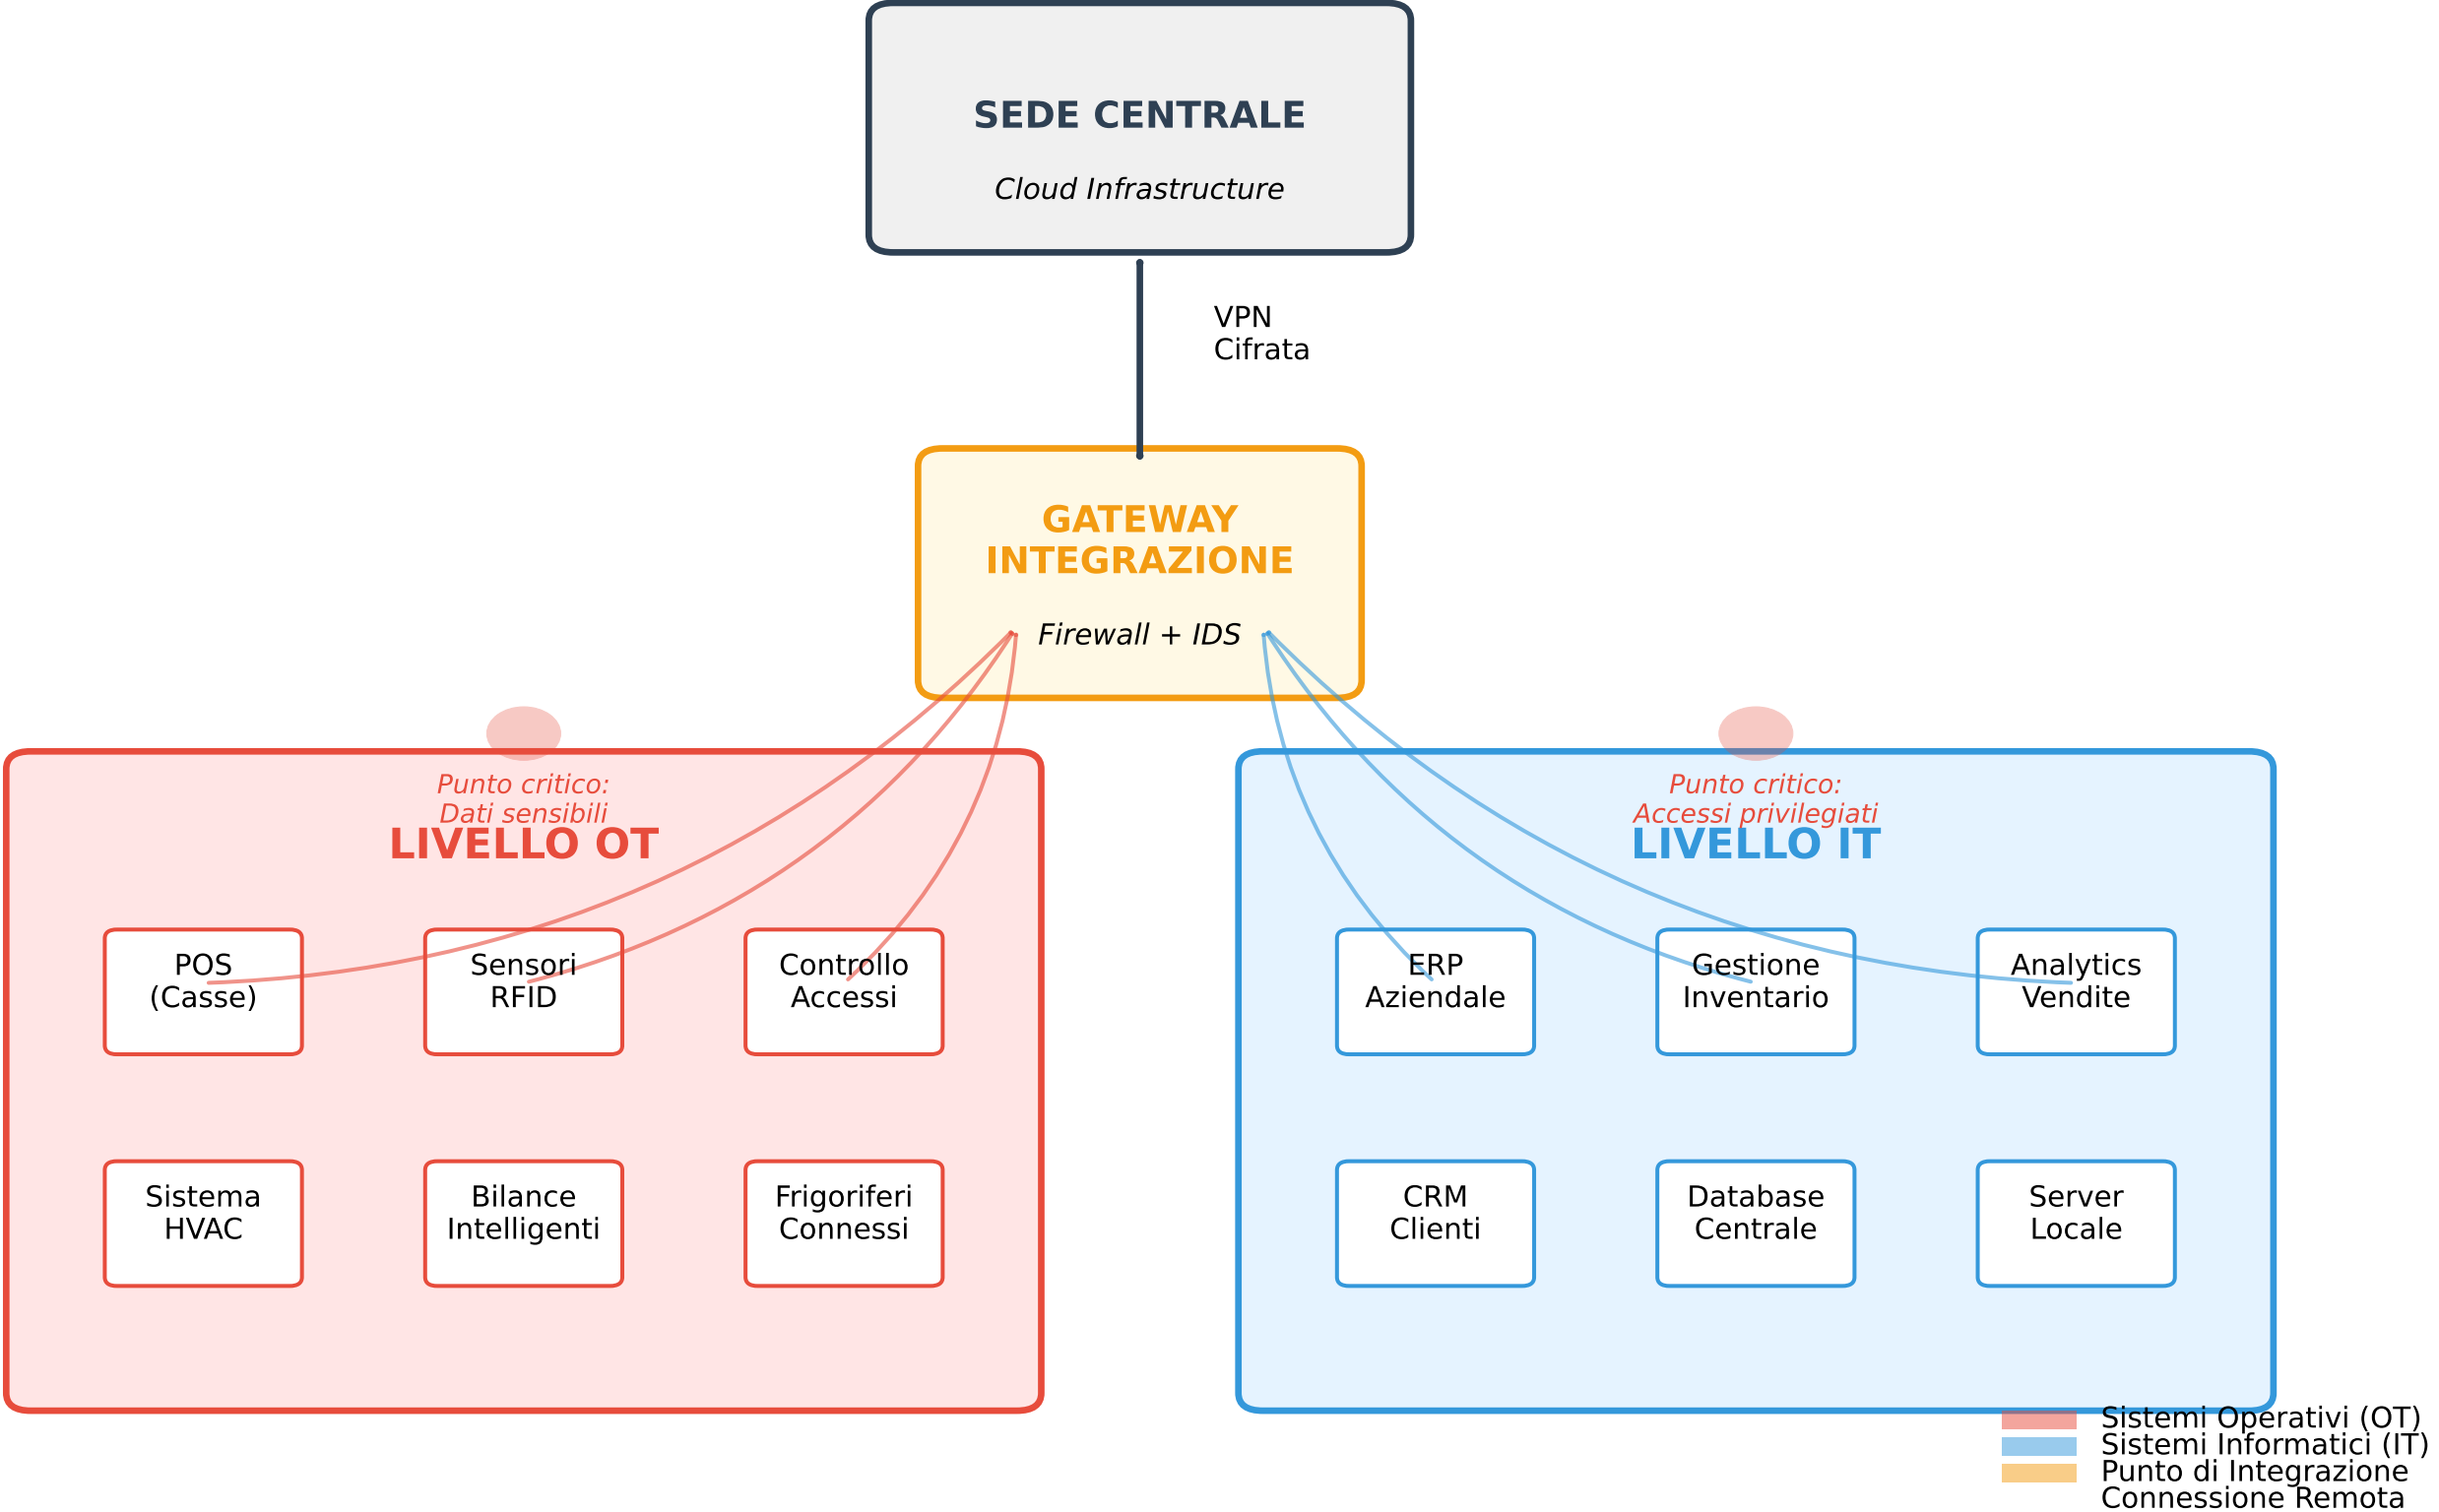 SEDE CENTRALE
Cloud Infrastructure
VPN
Cifrata
GATEWAY
INTEGRAZIONE
Firewall + IDS
Punto critico:
Dati sensibili
LIVELLO OT
POS
(Casse)
Sensori
RFID
Controllo
Accessi
Sistema
HVAC
Bilance
Intelligenti
Frigoriferi
Connessi
Punto critico:
Accessi privilegiati
LIVELLO IT
ERP
Aziendale
Gestione
Inventario
Analytics
Vendite
CRM
Clienti
Database
Centrale
Server
Locale
Sistemi Operativi (OT)
Sistemi Informatici (IT)
Punto di Integrazione
Connessione Remota